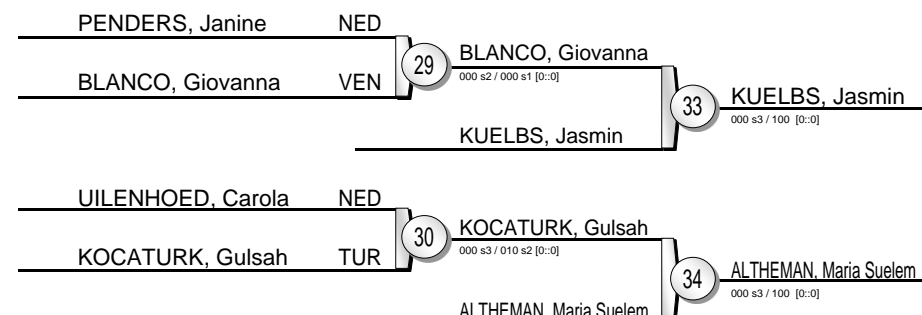 PENDERS, Janine NED
29
BLANCO, Giovanna
000 s2 / 000 s1 [0::0]
BLANCO, Giovanna VEN
33
KUELBS, Jasmin
000 s3 / 100 [0::0]
KUELBS, Jasmin
UILENHOED, Carola NED
30
KOCATURK, Gulsah
000 s3 / 010 s2 [0::0]
KOCATURK, Gulsah TUR
34
ALTHEMAN, Maria Suelem
000 s3 / 100 [0::0]
ALTHEMAN, Maria Suelem